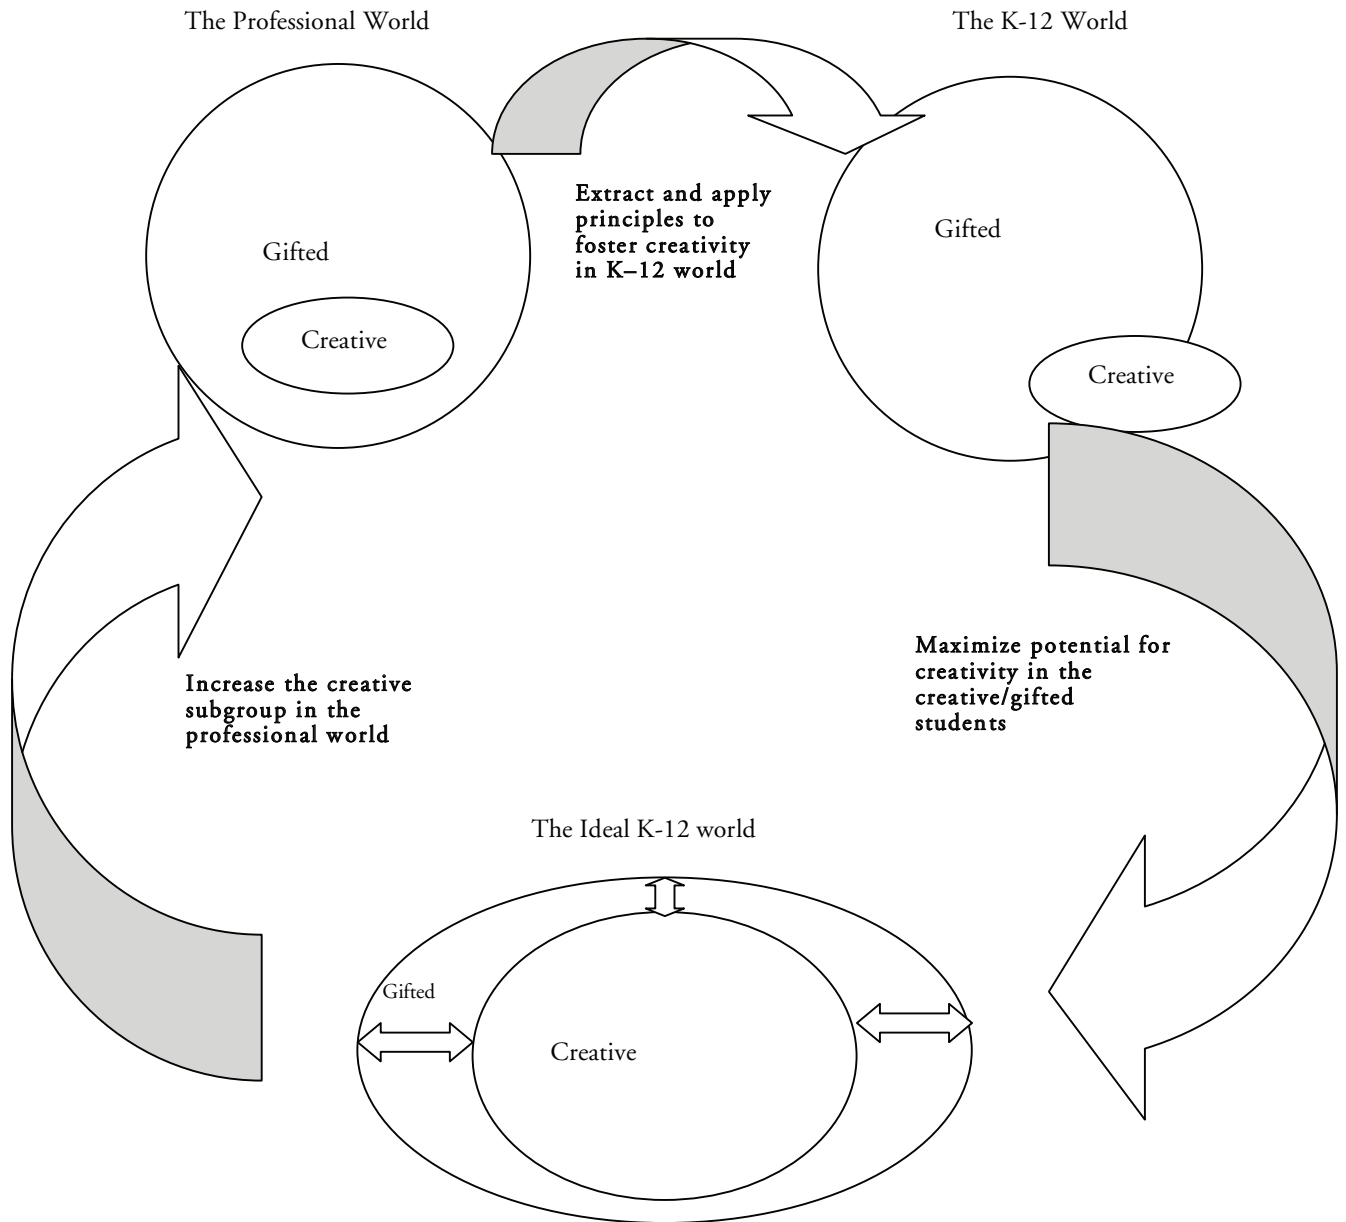 The Professional World
The K-12 World
Extract and apply
principles to
foster creativity
in K–12 world
Gifted
Creative
Gifted
Creative
Maximize potential for
creativity in the
creative/gifted
students
Increase the creative
subgroup in the
professional world
The Ideal K-12 world
Gifted
Creative